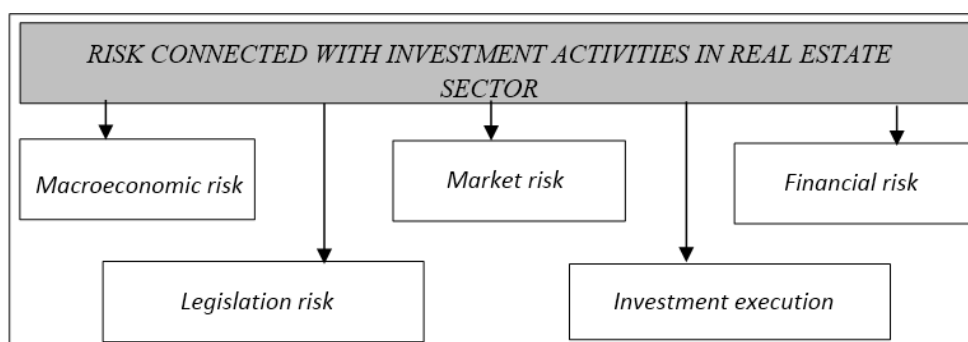 RISK CONNECTED WITH INVESTMENT ACTIVITIES IN REAL ESTATE
SECTOR
Macroeconomic risk
Market risk
Financial risk
Legislation risk
Investment execution